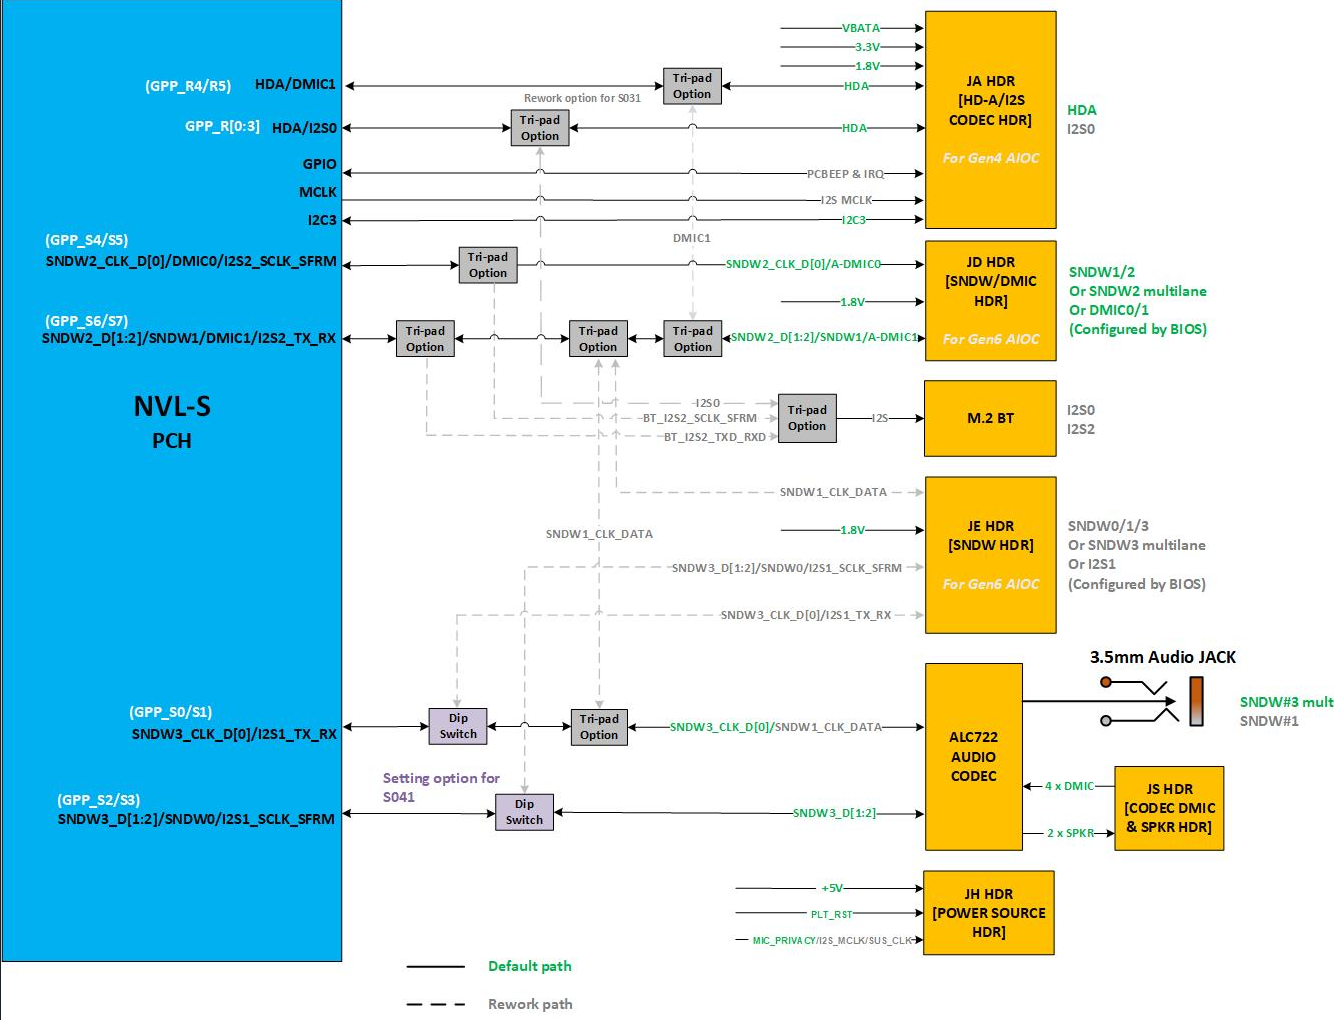 VBATA
3.3V
1.8V
(GPP_R4/R5) HDA/DMIC1
Tri-pad
Option
HDA
Rework option for S031
GPP_R[0:3] HDA/I2S0
Tri-pad
Option
HDA
JA HDR
[HD-A/I2S
CODEC HDR]
For Gen4 AIOC
HDA
I2S0
GPIO
PCBEEP & IRQ
MCLK
I2S MCLK
I2C3
I2C3
DMIC1
(GPP_S4/S5)
SNDW2_CLK_D[0]/DMIC0/I2S2_SCLK_SFRM
Tri-pad
Option
SNDW2_CLK_D[0]/A-DMIC0
1.8V
(GPP_S6/S7)
SNDW2_D[1:2]/SNDW1/DMIC1/I2S2_TX_RX
Tri-pad
Option
Tri-pad
Option
Tri-pad
Option
SNDW2_D[1:2]/SNDW1/A-DMIC1
JD HDR
[SNDW/DMIC
HDR]
For Gen6 AIOC
SNDW1/2
Or SNDW2 multilane
Or DMIC0/1
(Configured by BIOS)
NVL-S
PCH
I2S0
BT_I2S2_SCLK_SFRM
BT_I2S2_TXD_RXD
Tri-pad
Option
I2S
M.2 BT
I2S0
I2S2
SNDW1_CLK_DATA
1.8V
SNDW1_CLK_DATA
SNDW3_D[1:2]/SNDW0/I2S1_SCLK_SFRM
SNDW3_CLK_D[0]/I2S1_TX_RX
JE HDR
[SNDW HDR]
For Gen6 AIOC
SNDW0/1/3
Or SNDW3 multilane
Or I2S1
(Configured by BIOS)
3.5mm Audio JACK
SNDW#3 mult
SNDW#1
(GPP_S0/S1)
SNDW3_CLK_D[0]/I2S1_TX_RX
Dip
Switch
Tri-pad
Option
SNDW3_CLK_D[0]/SNDW1_CLK_DATA
ALC722
AUDIO
CODEC
Setting option for
S041
(GPP_S2/S3)
SNDW3_D[1:2]/SNDW0/I2S1_SCLK_SFRM
Dip
Switch
SNDW3_D[1:2]
4 x DMIC
2 x SPKR
JS HDR
[CODEC DMIC
& SPKR HDR]
+5V
PLT_RST
MIC_PRIVACY/I2S_MCLK/SUS_CLK
JH HDR
[POWER SOURCE
HDR]
Default path
Rework path